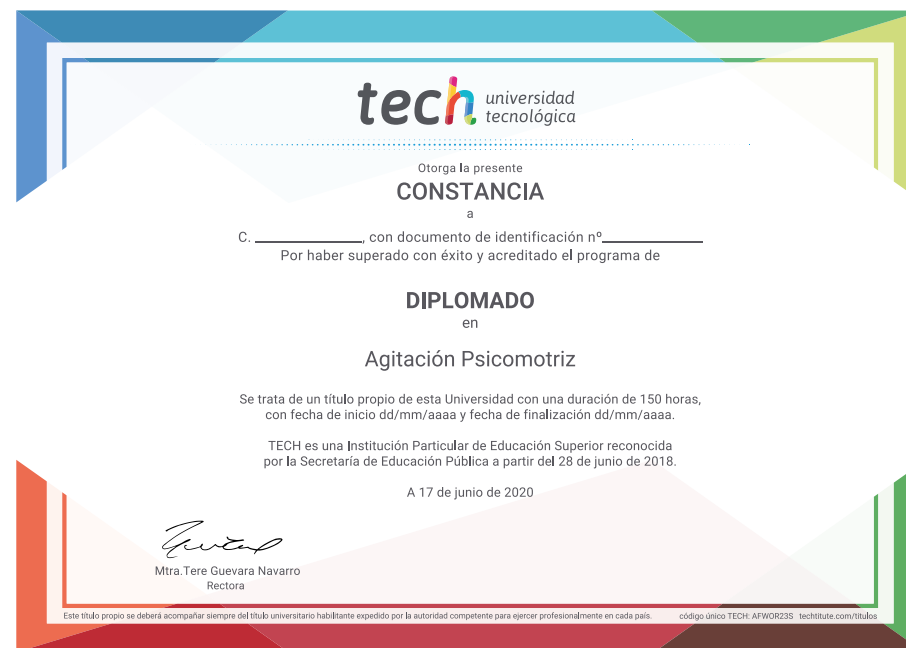 tech universidad
tecnológica
Otorga la presente
CONSTANCIA
a
C. ____________, con documento de identificación nº____________
Por haber superado con éxito y acreditado el programa de
DIPLOMADO
en
Agitación Psicomotriz
Se trata de un título propio de esta Universidad con una duración de 150 horas,
con fecha de inicio dd/mm/aaaa y fecha de finalización dd/mm/aaaa.
TECH es una Institución Particular de Educación Superior reconocida
por la Secretaría de Educación Pública a partir del 28 de junio de 2018.
A 17 de junio de 2020
Mtra.Tere Guevara Navarro
Rectora
Este título propio se deberá acompañar siempre del título universitario habilitante expedido por la autoridad competente para ejercer profesionalmente en cada país. código único TECH: AFWOR23S techtitute.com/titulos